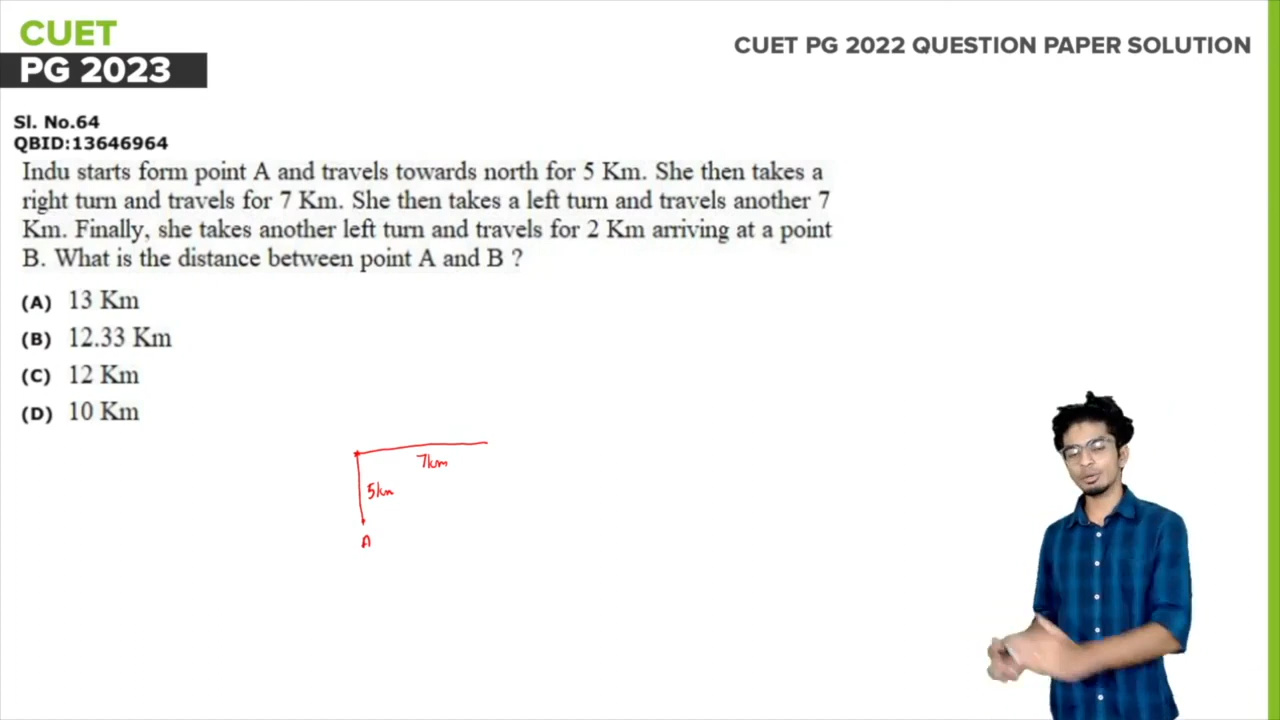 CUET
PG 2023
CUET PG 2022 QUESTION PAPER SOLUTION
Sl. No.64
QBID:13646964
Indu starts form point A and travels towards north for 5 Km. She then takes a
right turn and travels for 7 Km. She then takes a left turn and travels another 7
Km. Finally, she takes another left turn and travels for 2 Km arriving at a point
B. What is the distance between point A and B ?
(A) 13 Km
(B) 12.33 Km
(C) 12 Km
(D) 10 Km
7km
5km
A